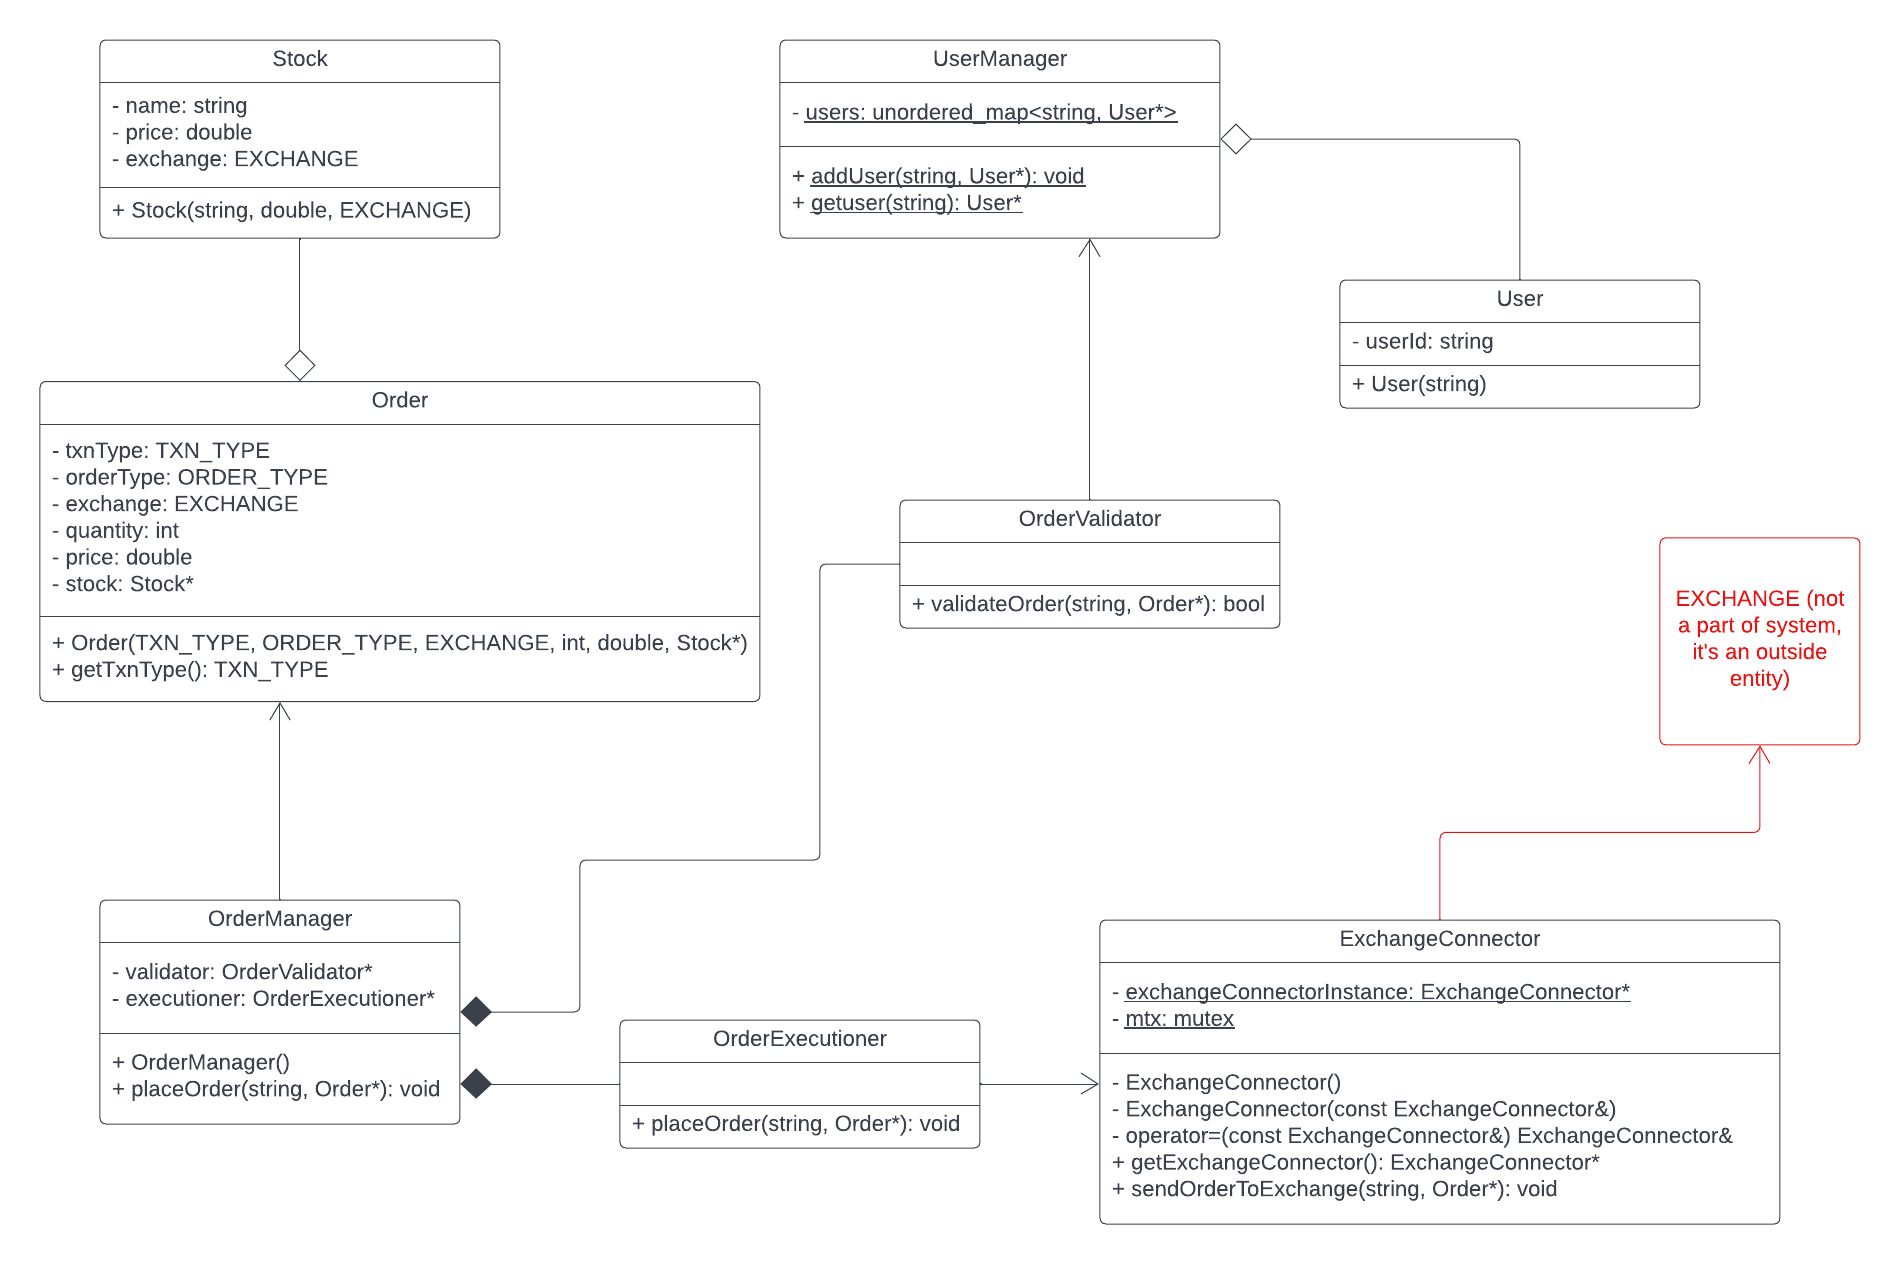 Stock
- name: string
- price: double
- exchange: EXCHANGE
+ Stock(string, double, EXCHANGE)
UserManager
- users: unordered_map<string, User*>
+ addUser(string, User*): void
+ getuser(string): User*
User
- userId: string
+ User(string)
Order
- txnType: TXN_TYPE
- orderType: ORDER_TYPE
- exchange: EXCHANGE
- quantity: int
- price: double
- stock: Stock*
+ Order(TXN_TYPE, ORDER_TYPE, EXCHANGE, int, double, Stock*)
+ getTxnType(): TXN_TYPE
OrderValidator
+ validateOrder(string, Order*): bool
EXCHANGE (not
a part of system,
it's an outside
entity)
OrderManager
- validator: OrderValidator*
- executioner: OrderExecutioner*
+ OrderManager()
+ placeOrder(string, Order*): void
OrderExecutioner
+ placeOrder(string, Order*): void
ExchangeConnector
- exchangeConnectorInstance: ExchangeConnector*
- mtx: mutex
- ExchangeConnector()
- ExchangeConnector(const ExchangeConnector&)
- operator=(const ExchangeConnector&) ExchangeConnector&
+ getExchangeConnector(): ExchangeConnector*
+ sendOrderToExchange(string, Order*): void